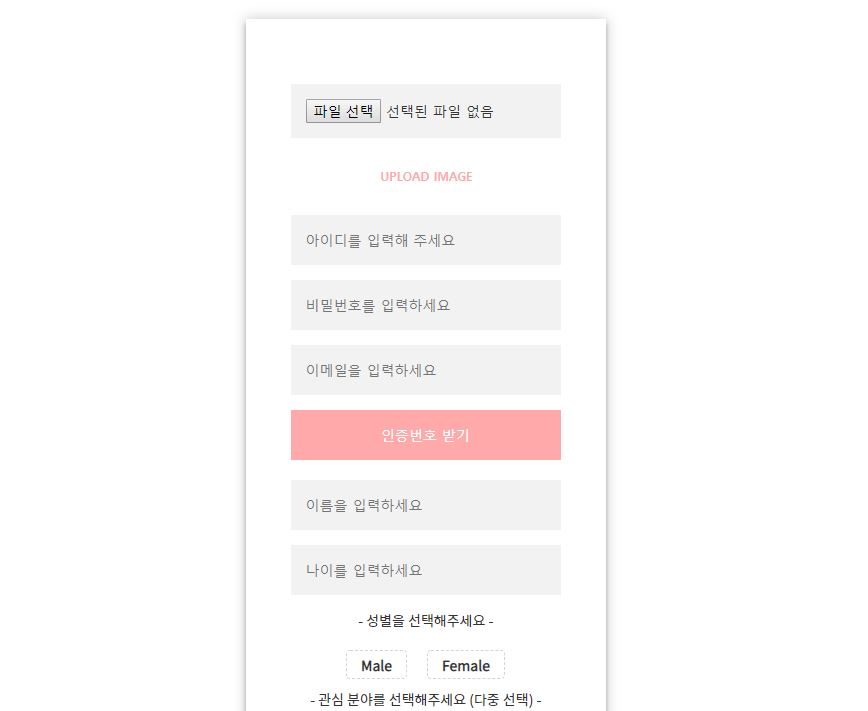 파일 선택 선택된 파일 없음
UPLOAD IMAGE
아이디를 입력해 주세요
비밀번호를 입력하세요
이메일을 입력하세요
인증번호 받기
이름을 입력하세요
나이를 입력하세요
- 성별을 선택해주세요 -
Male Female
- 관심 분야를 선택해주세요 (다중 선택) -